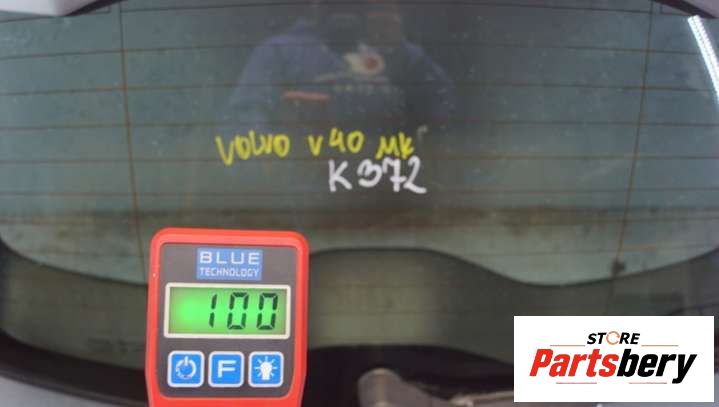 VOLVO V40 MK
K372
BLUE
TECHNOLOGY
100
F
STORE
Partsbery